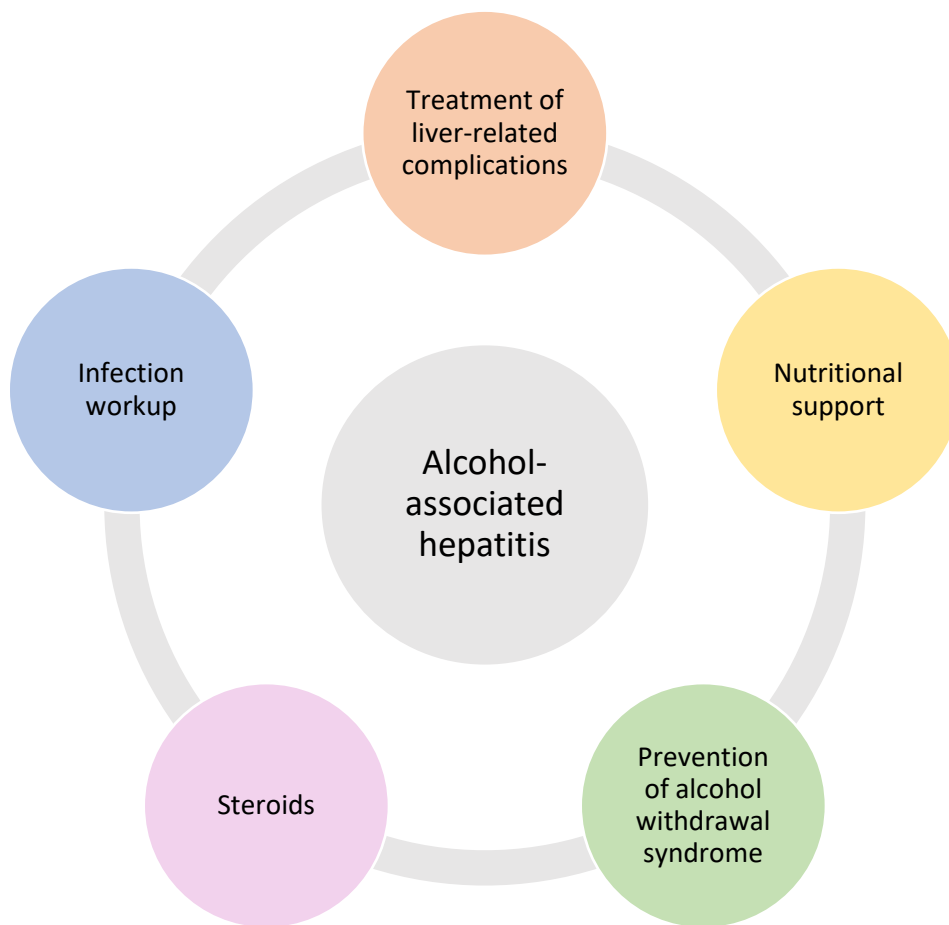 Treatment of
liver-related
complications
Nutritional
support
Prevention
of alcohol
withdrawal
syndrome
Steroids
Infection
workup
Alcohol-
associated
hepatitis